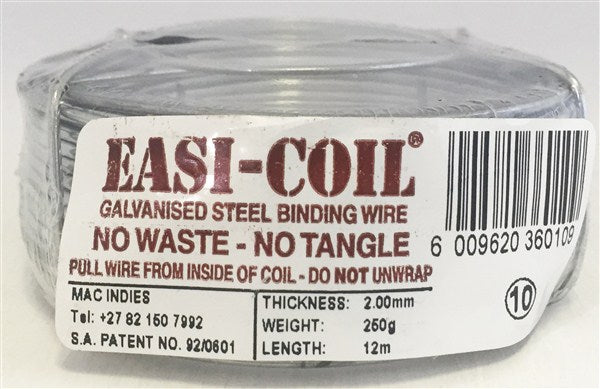 EASI-COIL®
GALVANISED STEEL BINDING WIRE
NO WASTE - NO TANGLE
PULL WIRE FROM INSIDE OF COIL - DO NOT UNWRAP
6 009620 360109
10
MAC INDIES
Tel: +27 82 150 7992
S.A. PATENT NO. 92/0601
THICKNESS: 2.00mm
WEIGHT: 250g
LENGTH: 12m